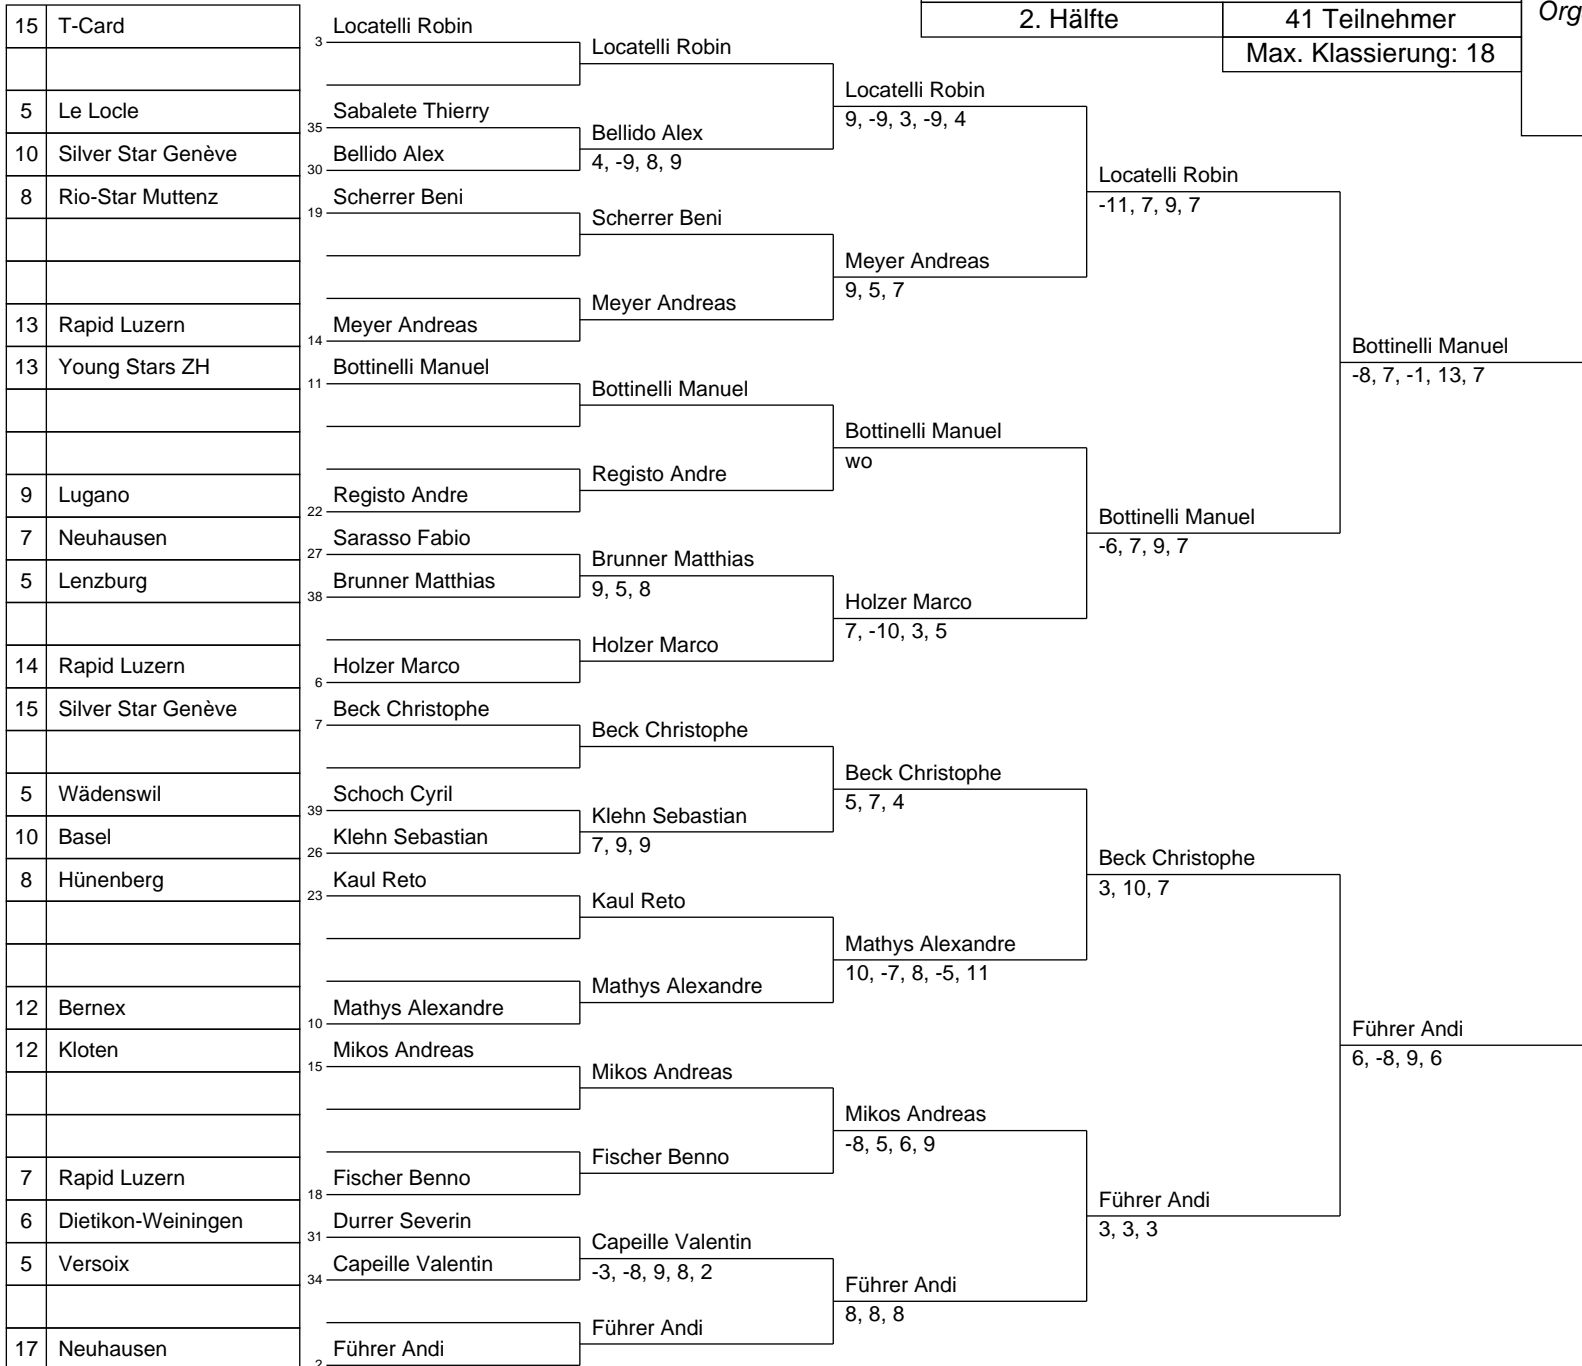 2. Hälfte
41 Teilnehmer
Org
Max. Klassierung: 18
15 T-Card
3 Locatelli Robin
Locatelli Robin
Locatelli Robin
9, -9, 3, -9, 4
5 Le Locle
35 Sabalete Thierry
Bellido Alex
4, -9, 8, 9
10 Silver Star Genève
30 Bellido Alex
Locatelli Robin
-11, 7, 9, 7
8 Rio-Star Muttenz
19 Scherrer Beni
Scherrer Beni
Meyer Andreas
9, 5, 7
Meyer Andreas
13 Rapid Luzern
14 Meyer Andreas
Bottinelli Manuel
-8, 7, -1, 13, 7
13 Young Stars ZH
11 Bottinelli Manuel
Bottinelli Manuel
Bottinelli Manuel
wo
Registo Andre
9 Lugano
22 Registo Andre
Bottinelli Manuel
-6, 7, 9, 7
7 Neuhausen
27 Sarasso Fabio
Brunner Matthias
9, 5, 8
5 Lenzburg
38 Brunner Matthias
Holzer Marco
7, -10, 3, 5
Holzer Marco
14 Rapid Luzern
6 Holzer Marco
15 Silver Star Genève
7 Beck Christophe
Beck Christophe
Beck Christophe
5, 7, 4
5 Wädenswil
39 Schoch Cyril
Klehn Sebastian
7, 9, 9
10 Basel
26 Klehn Sebastian
Beck Christophe
3, 10, 7
8 Hünenberg
23 Kaul Reto
Kaul Reto
Mathys Alexandre
10, -7, 8, -5, 11
Mathys Alexandre
12 Bernex
10 Mathys Alexandre
Führer Andi
6, -8, 9, 6
12 Kloten
15 Mikos Andreas
Mikos Andreas
Mikos Andreas
-8, 5, 6, 9
Fischer Benno
7 Rapid Luzern
18 Fischer Benno
Führer Andi
3, 3, 3
6 Dietikon-Weiningen
31 Durrer Severin
Capeille Valentin
-3, -8, 9, 8, 2
5 Versoix
34 Capeille Valentin
Führer Andi
8, 8, 8
Führer Andi
17 Neuhausen
2 Führer Andi